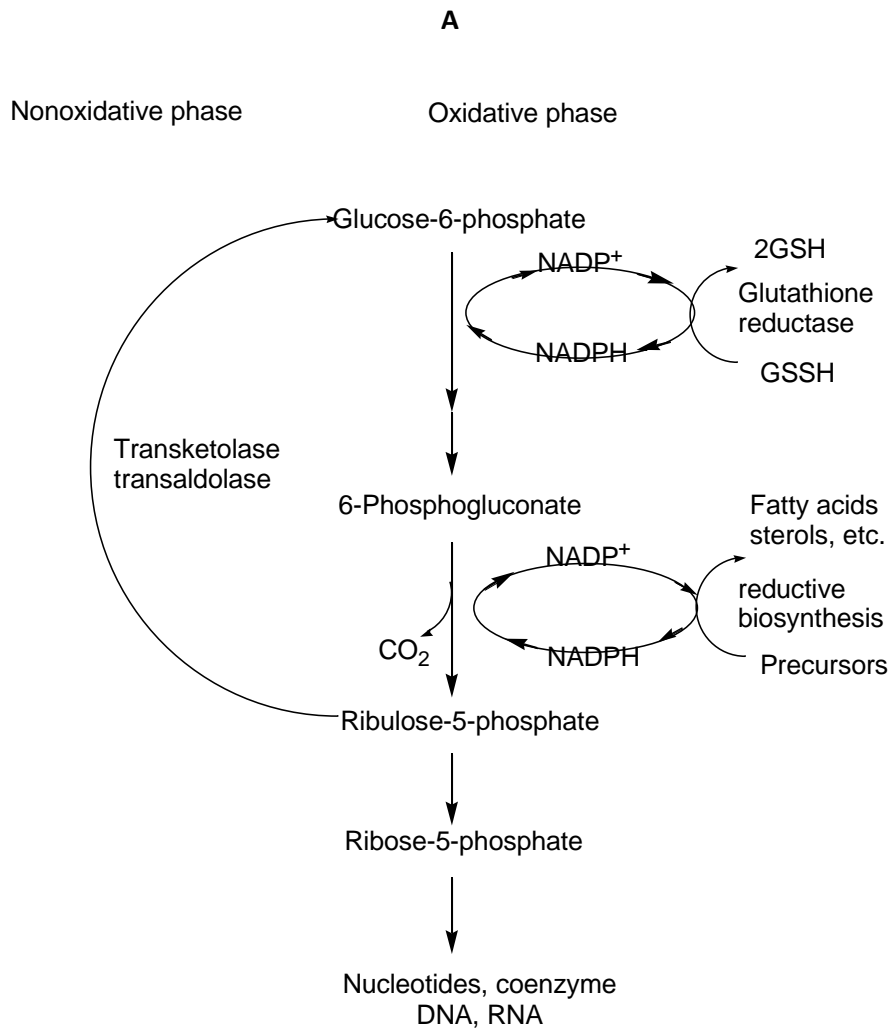 A
Nonoxidative phase
Oxidative phase
Glucose-6-phosphate
NADP+
NADPH
2GSH
Glutathione
reductase
GSSH
Transketolase
transaldolase
6-Phosphogluconate
NADP+
NADPH
CO2
Fatty acids
sterols, etc.
reductive
biosynthesis
Precursors
Ribulose-5-phosphate
Ribose-5-phosphate
Nucleotides, coenzyme
DNA, RNA